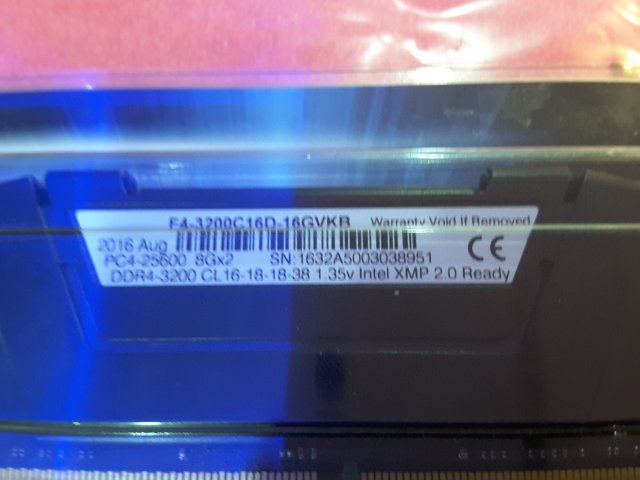 F4-3200C16D-16GVKB Warranty Void If Removed
2016 Aug
PC4-25600 8Gx2 SN:1632A5003038951
DDR4-3200 CL16-18-18-38 1.35v Intel XMP 2.0 Ready
CE